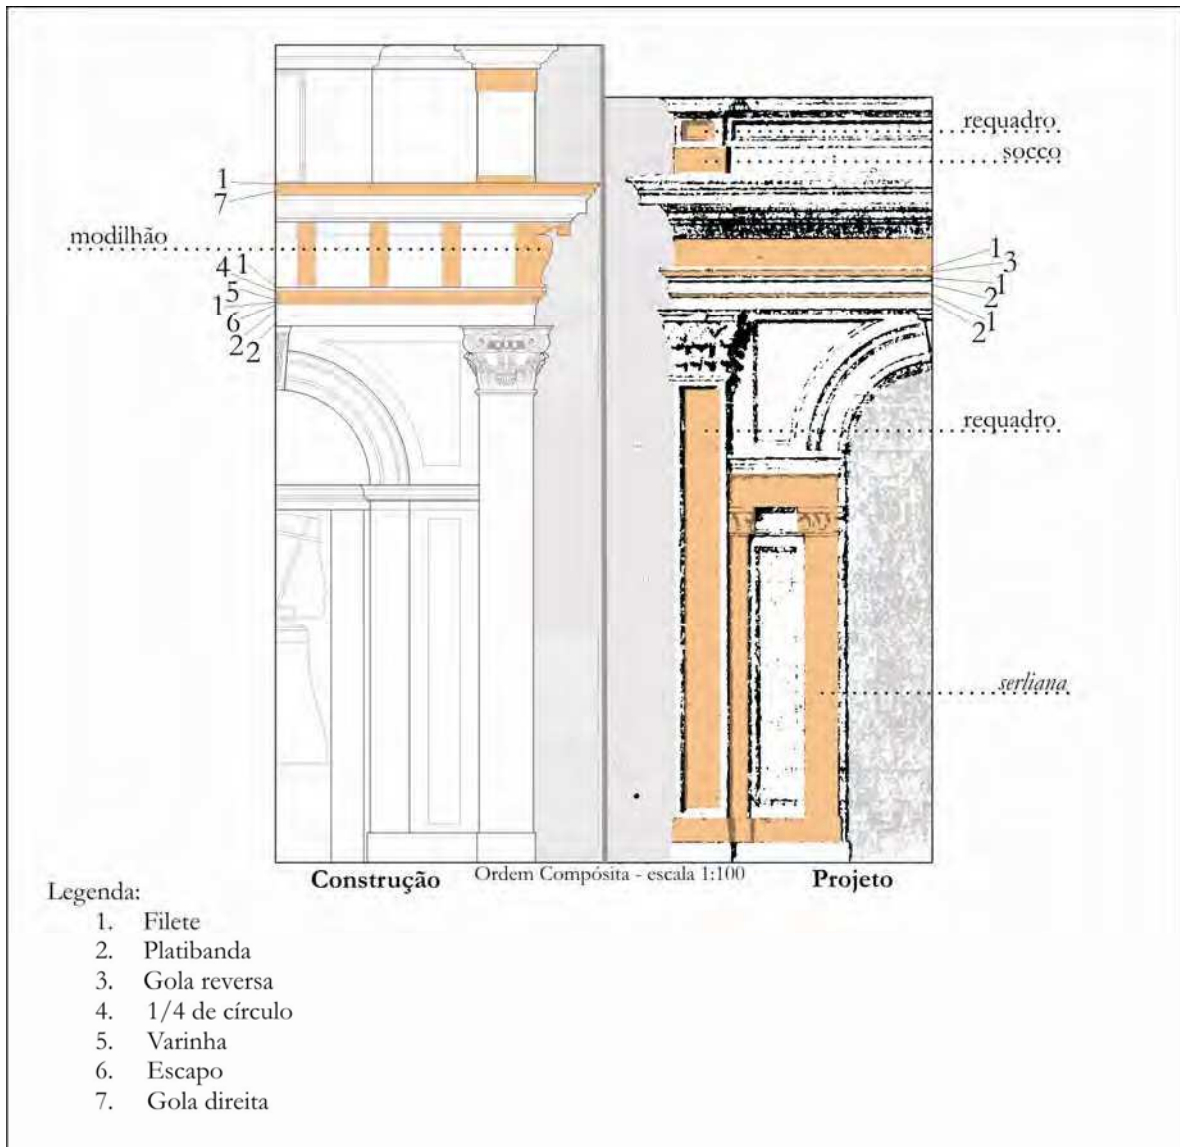 requadro
socco
1
7
modilhão
1
4
5
1
6
2
2
1
3
1
2
1
2
requadro
serliana
Construção
Ordem Compósita - escala 1:100
Projeto
Legenda:
1. Filete
2. Platibanda
3. Gola reversa
4. 1/4 de círculo
5. Varinha
6. Escapo
7. Gola direita